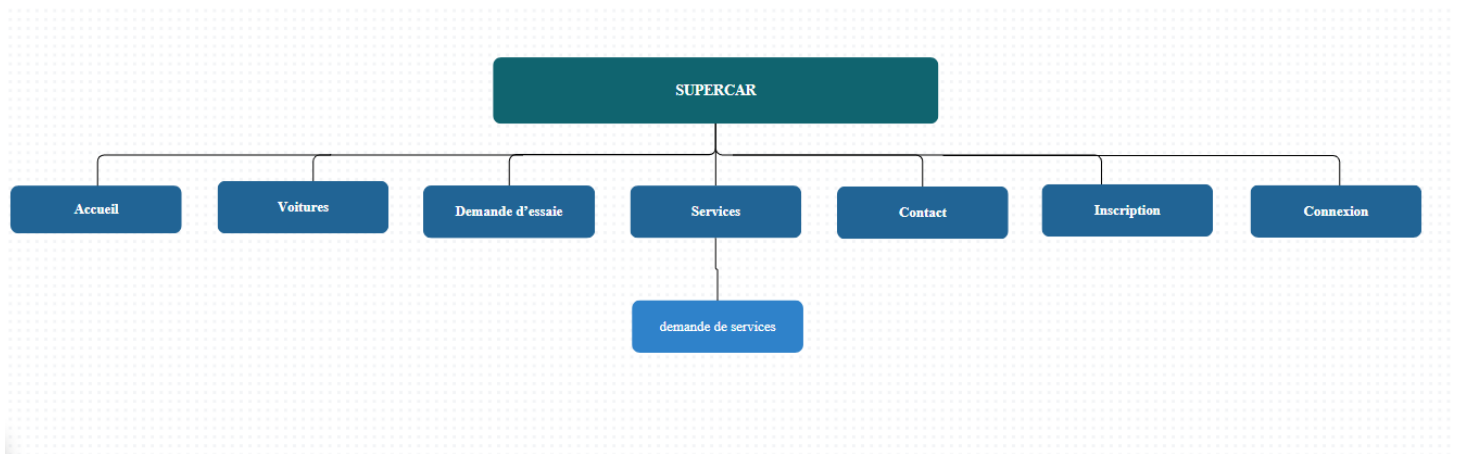 SUPERCAR
Accueil
Voitures
Demande d’essaie
Services
Contact
Inscription
Connexion
demande de services